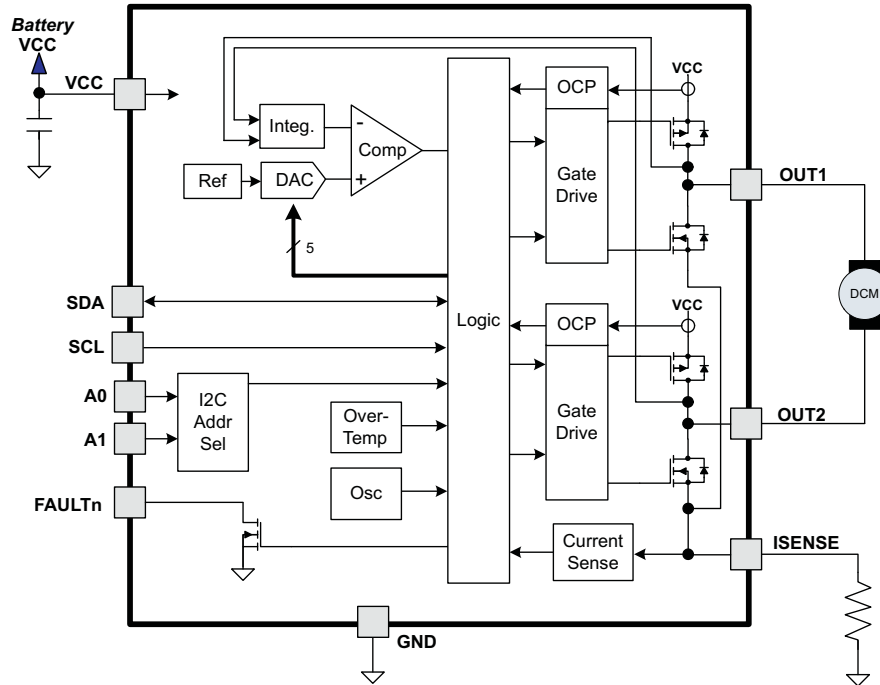 Battery
VCC
VCC
Integ.
-
Comp
+
Ref
DAC
5
Logic
OCP
VCC
Gate
Drive
OUT1
DCM
SDA
SCL
A0
A1
I2C
Addr
Sel
Over-
Temp
Osc
OCP
VCC
Gate
Drive
OUT2
FAULTn
Current
Sense
ISENSE
GND